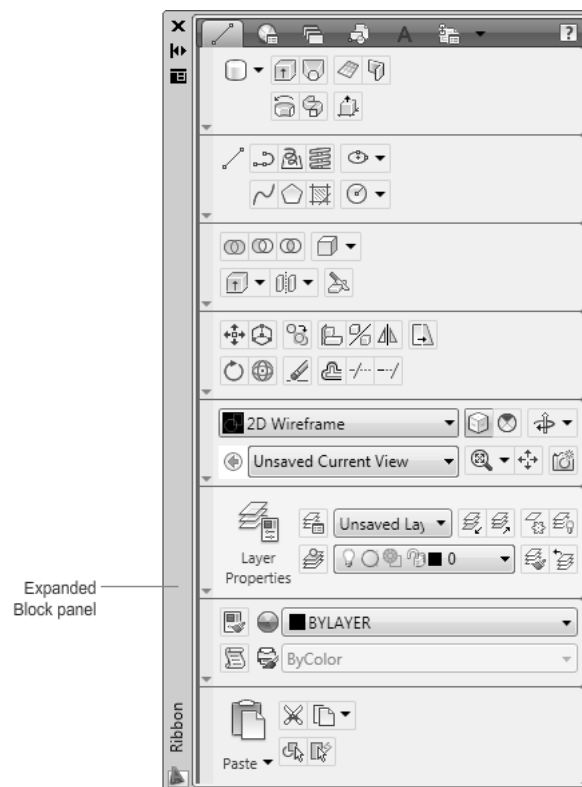 A
?
2D Wireframe
Unsaved Current View
Unsaved Lay
Layer
Properties
0
Expanded
Block panel
BYLAYER
ByColor
Ribbon
Paste